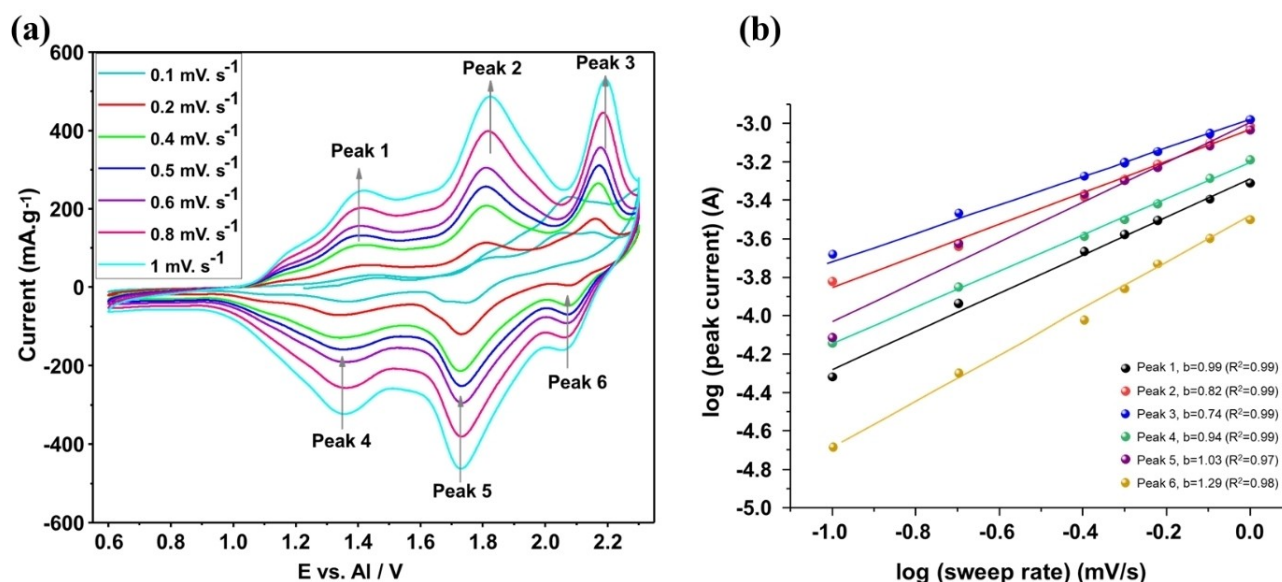 (a)
600
400
200
0
-200
-400
-600
Current (mA.g⁻¹)
0.1 mV. s⁻¹
0.2 mV. s⁻¹
0.4 mV. s⁻¹
0.5 mV. s⁻¹
0.6 mV. s⁻¹
0.8 mV. s⁻¹
1 mV. s⁻¹
Peak 1
Peak 2
Peak 3
Peak 4
Peak 5
Peak 6
0.6 0.8 1.0 1.2 1.4 1.6 1.8 2.0 2.2
E vs. Al / V
(b)
-3.0
-3.2
-3.4
-3.6
-3.8
-4.0
-4.2
-4.4
-4.6
-4.8
-5.0
log (peak current) (A)
Peak 1, b=0.99 (R²=0.99)
Peak 2, b=0.82 (R²=0.99)
Peak 3, b=0.74 (R²=0.99)
Peak 4, b=0.94 (R²=0.99)
Peak 5, b=1.03 (R²=0.97)
Peak 6, b=1.29 (R²=0.98)
-1.0 -0.8 -0.6 -0.4 -0.2 0.0
log (sweep rate) (mV/s)